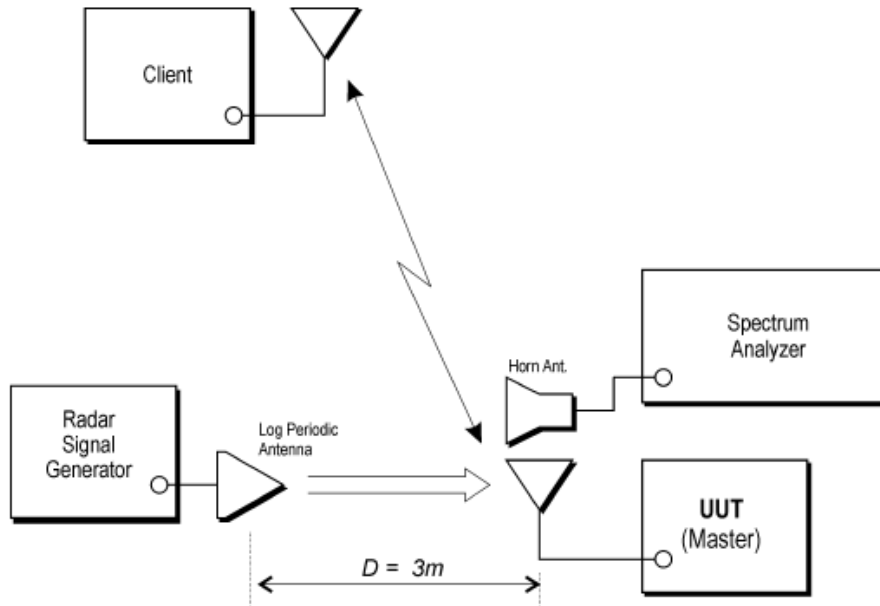 Client
Spectrum
Analyzer
Horn Ant.
Radar
Signal
Generator
Log Periodic
Antenna
UUT
(Master)
D = 3m